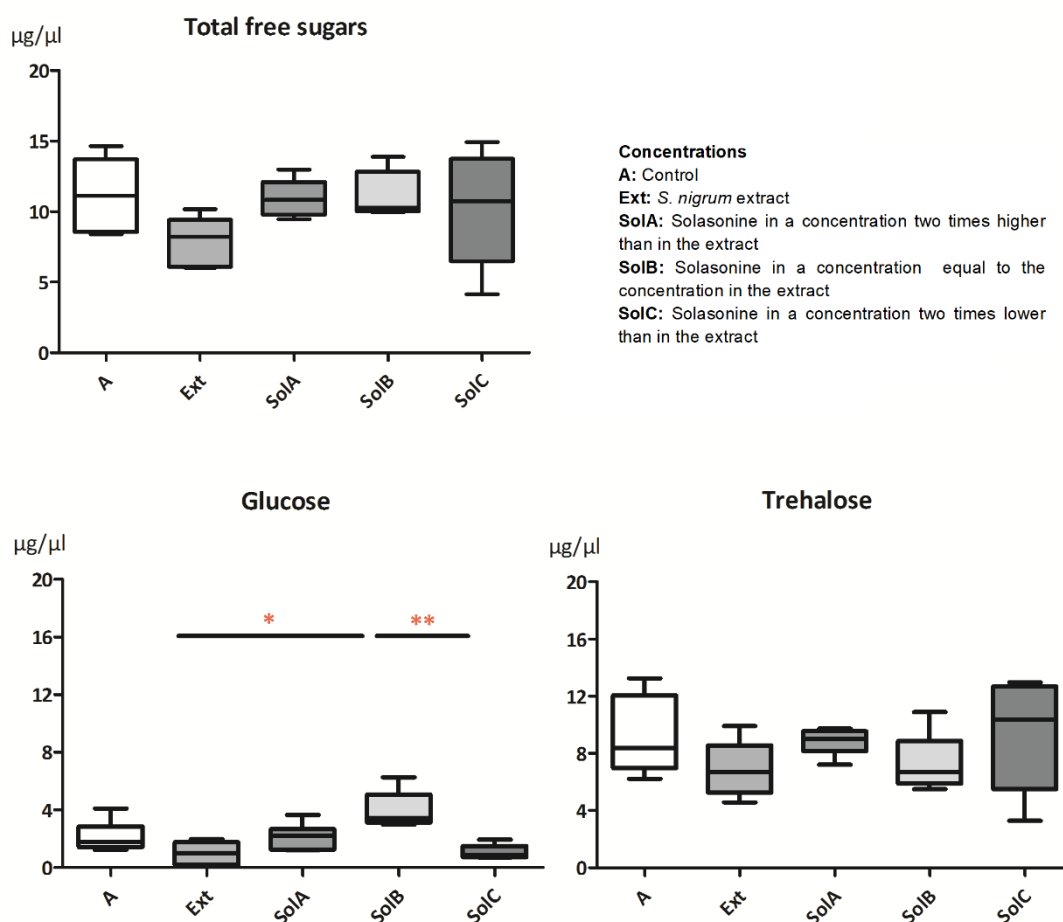 Total free sugars
µg/µl
20
15
10
5
0
A
Ext
SolA
SolB
SolC
Concentrations
A: Control
Ext: S. nigrum extract
SolA: Solasonine in a concentration two times higher
than in the extract
SolB: Solasonine in a concentration equal to the
concentration in the extract
SolC: Solasonine in a concentration two times lower
than in the extract
Glucose
µg/µl
20
16
12
8
4
0
*
**
A
Ext
SolA
SolB
SolC
Trehalose
µg/µl
20
16
12
8
4
0
A
Ext
SolA
SolB
SolC